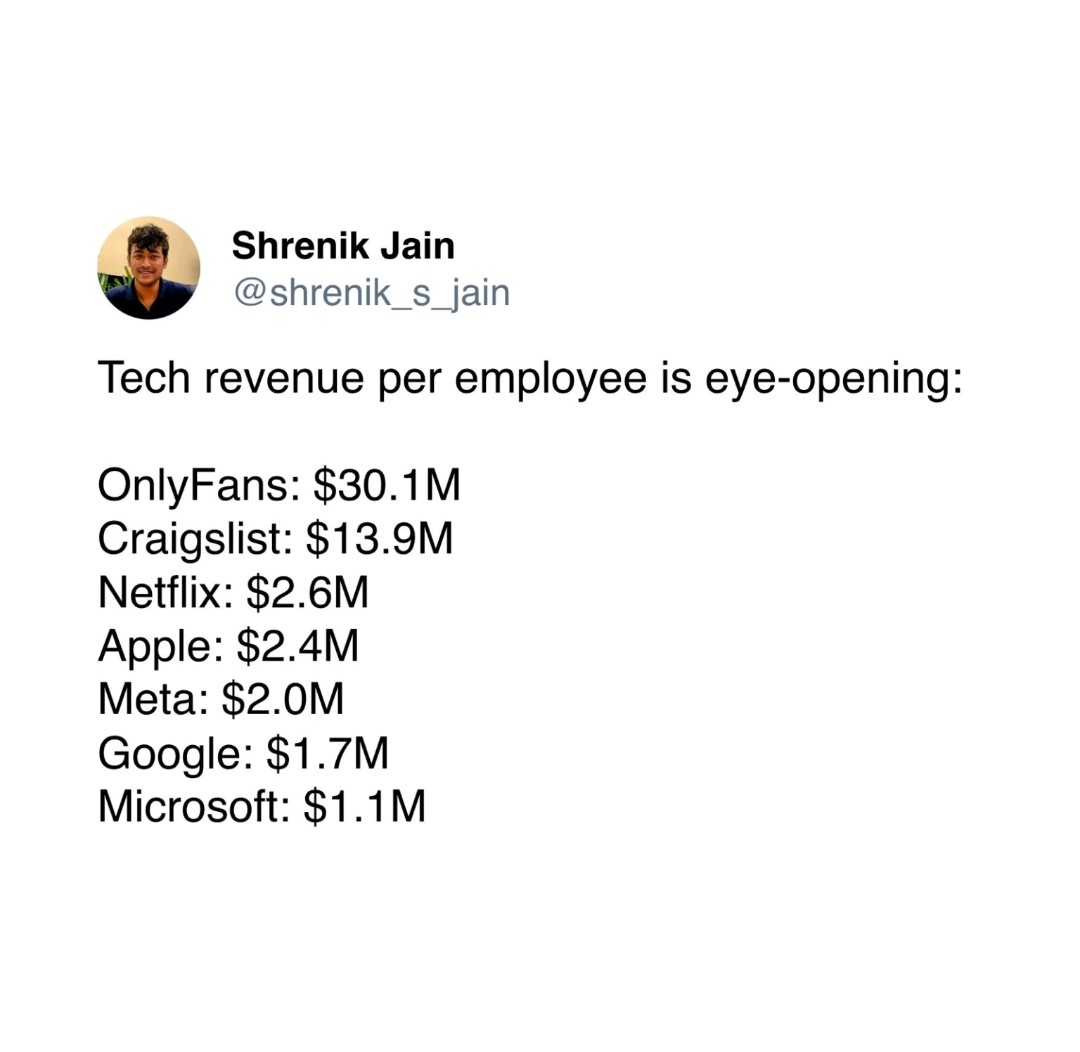 Shrenik Jain
@shrenik_s_jain
Tech revenue per employee is eye-opening:
OnlyFans: $30.1M
Craigslist: $13.9M
Netflix: $2.6M
Apple: $2.4M
Meta: $2.0M
Google: $1.7M
Microsoft: $1.1M